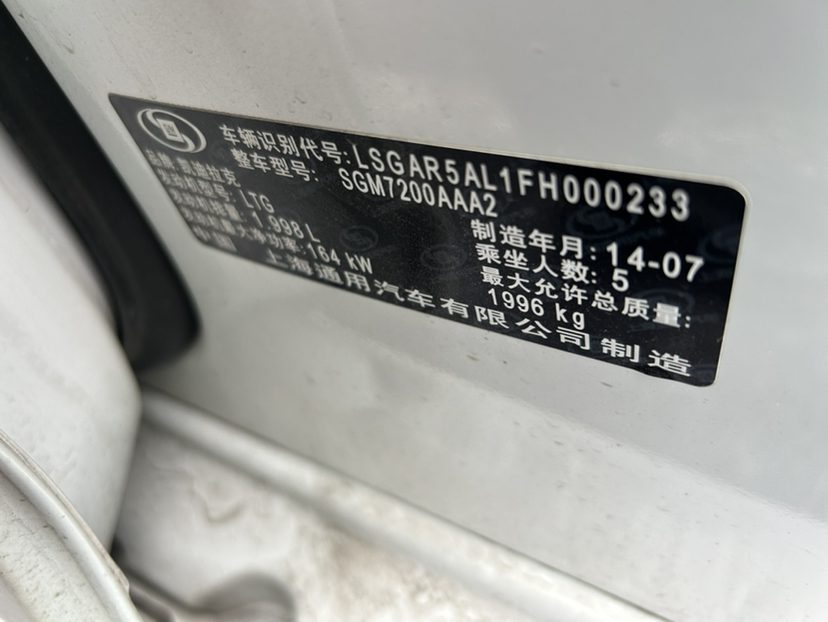 车辆识别代号: LSGAR5AL1FH000233
整车型号: SGM7200AAA2
品牌 凯迪拉克
制造年月: 14-07
发动机型号: LTG
乘坐人数: 5
发动机排量: 1.998 L
最大允许总质量:
1996 kg
发动机最大净功率: 164 kW
中国 上海通用汽车有限公司制造